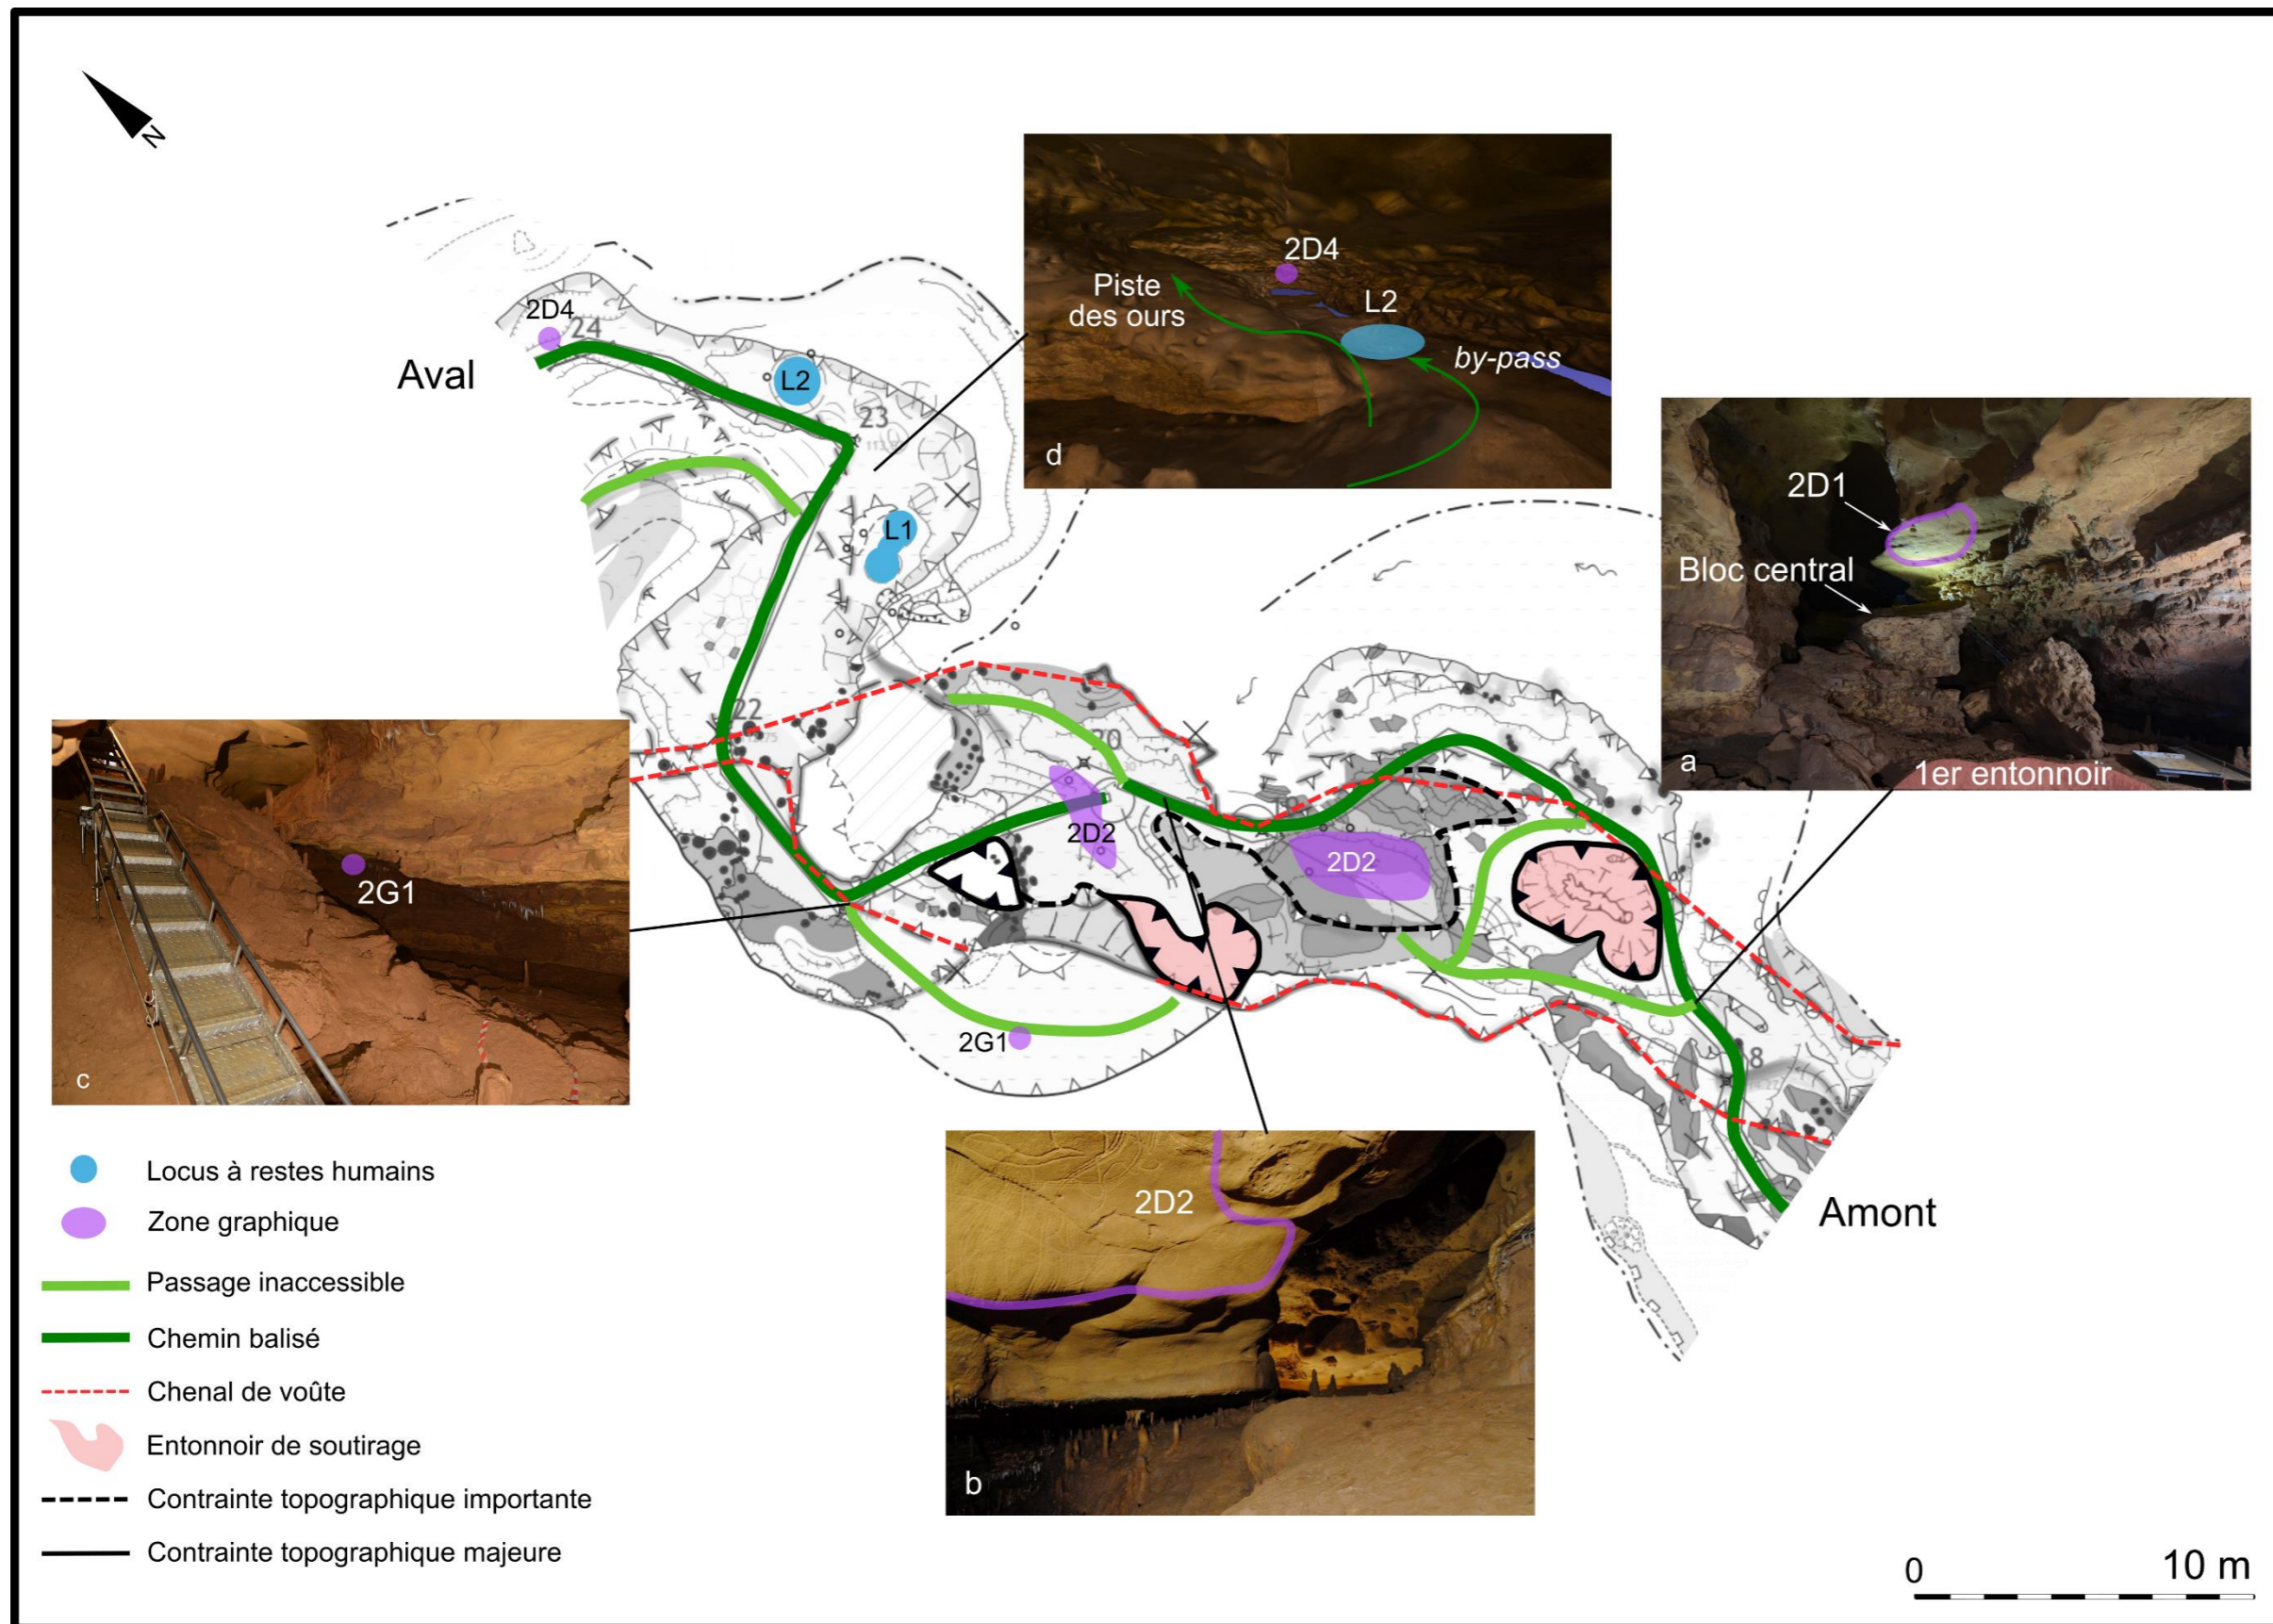 N
2D4
Piste
des ours
L2
by-pass
d
2D4
24
Aval
L2
23
2D1
Bloc central
1er entonnoir
a
L1
22
20
2D2
2D2
2G1
c
2G1
8
Amont
2D2
b
Locus à restes humains
Zone graphique
Passage inaccessible
Chemin balisé
Chenal de voûte
Entonnoir de soutirage
Contrainte topographique importante
Contrainte topographique majeure
0 10 m